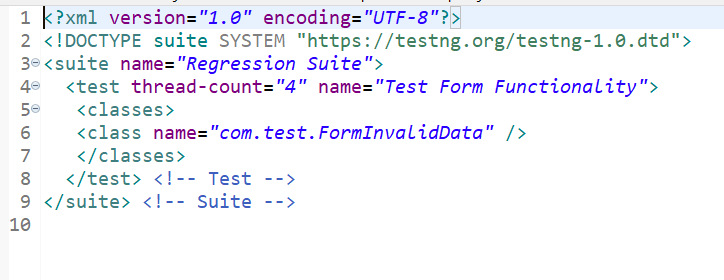 1 <?xml version="1.0" encoding="UTF-8"?>
2 <!DOCTYPE suite SYSTEM "https://testng.org/testng-1.0.dtd">
3 <suite name="Regression Suite">
4 <test thread-count="4" name="Test Form Functionality">
5 <classes>
6 <class name="com.test.FormInvalidData" />
7 </classes>
8 </test> <!-- Test -->
9 </suite> <!-- Suite -->
10